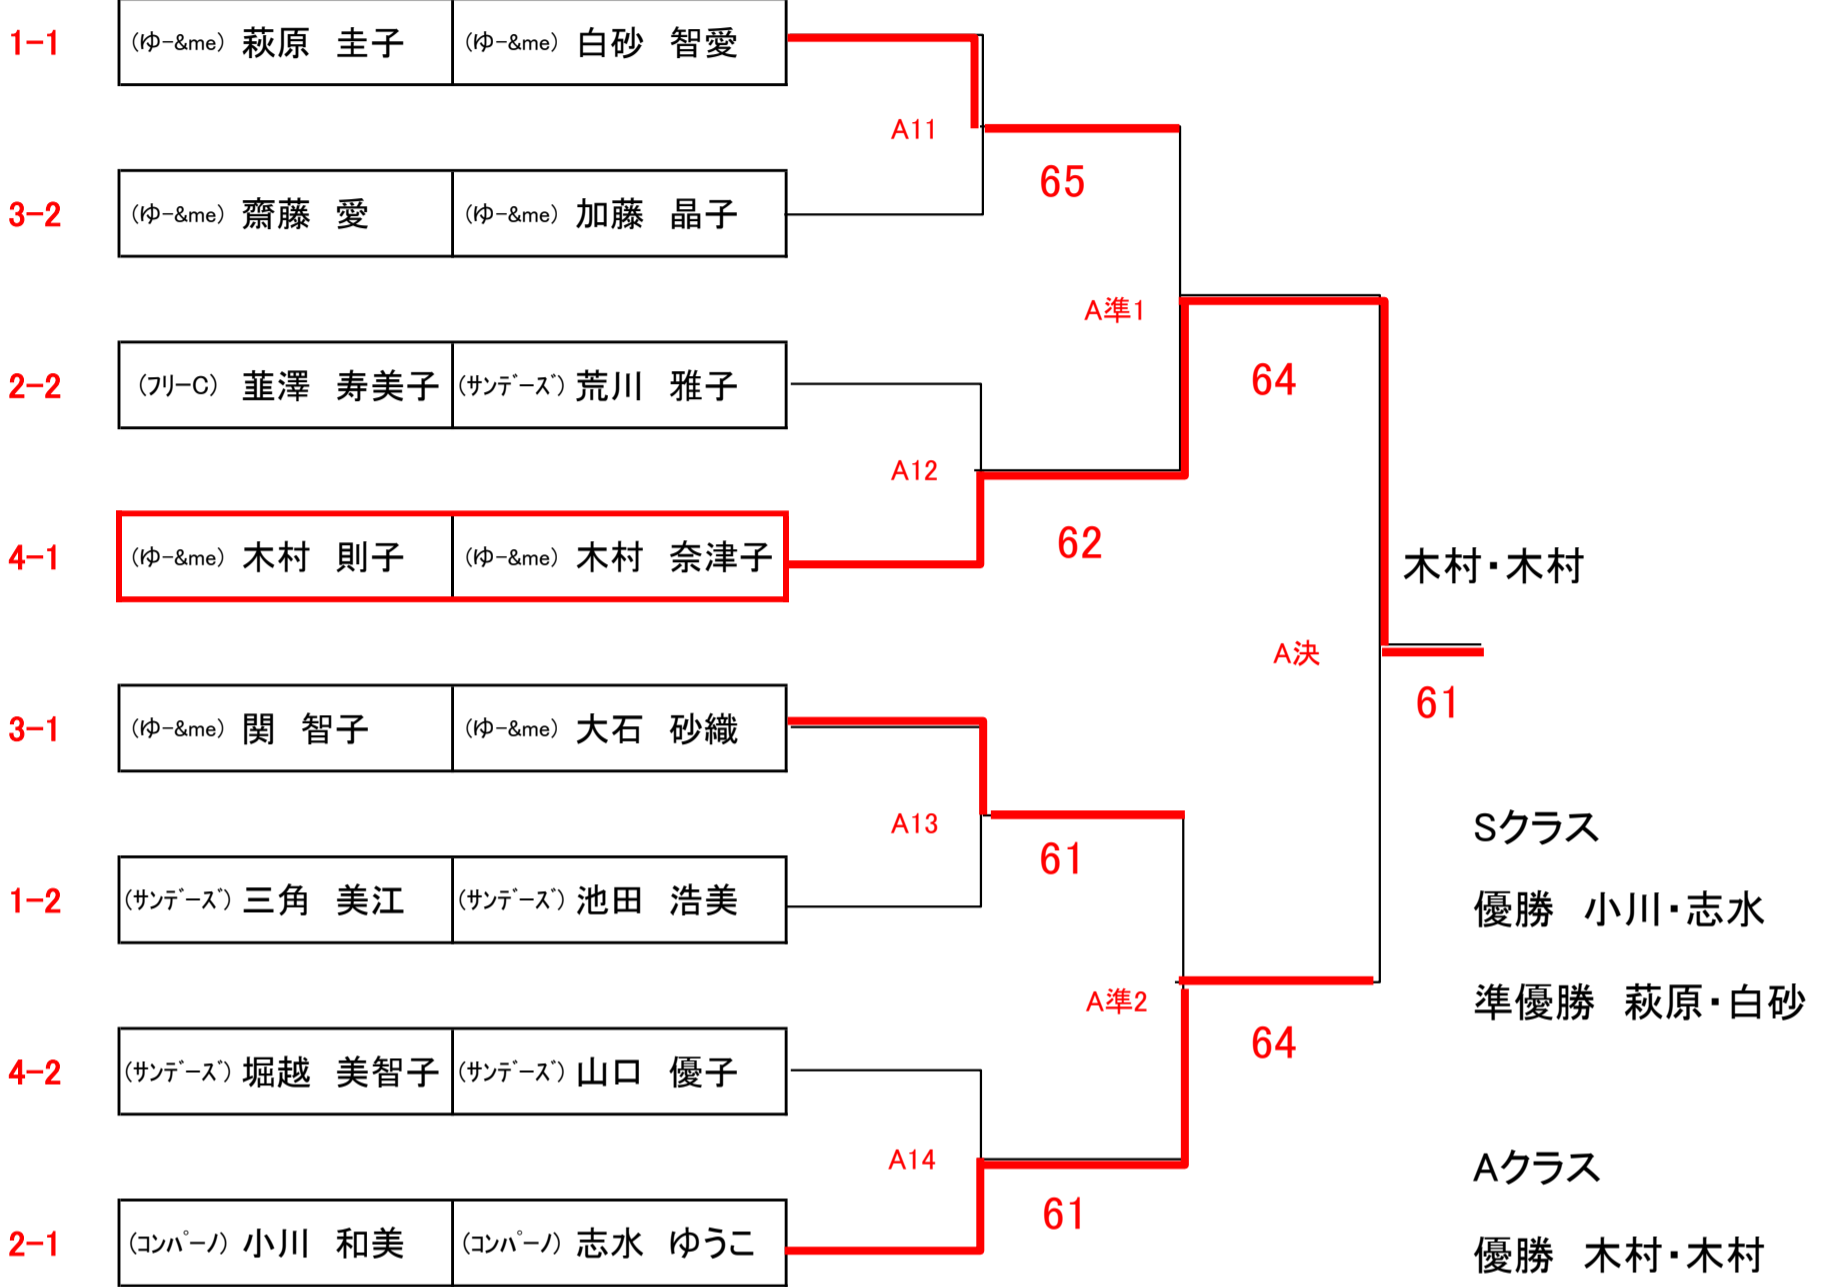 1-1 (ゆ-&me) 萩原　圭子 (ゆ-&me) 白砂　智愛
A11
65
3-2 (ゆ-&me) 齋藤　愛 (ゆ-&me) 加藤　晶子
A準1
64
2-2 (フリーC) 韮澤　寿美子 (サンデーズ) 荒川　雅子
A12
62
4-1 (ゆ-&me) 木村　則子 (ゆ-&me) 木村　奈津子
木村・木村
A決
61
3-1 (ゆ-&me) 関　智子 (ゆ-&me) 大石　砂織
A13
61
1-2 (サンデーズ) 三角　美江 (サンデーズ) 池田　浩美
A準2
64
4-2 (サンデーズ) 堀越　美智子 (サンデーズ) 山口　優子
A14
61
2-1 (コンパーノ) 小川　和美 (コンパーノ) 志水　ゆうこ
Sクラス
優勝　小川・志水
準優勝　萩原・白砂
Aクラス
優勝　木村・木村